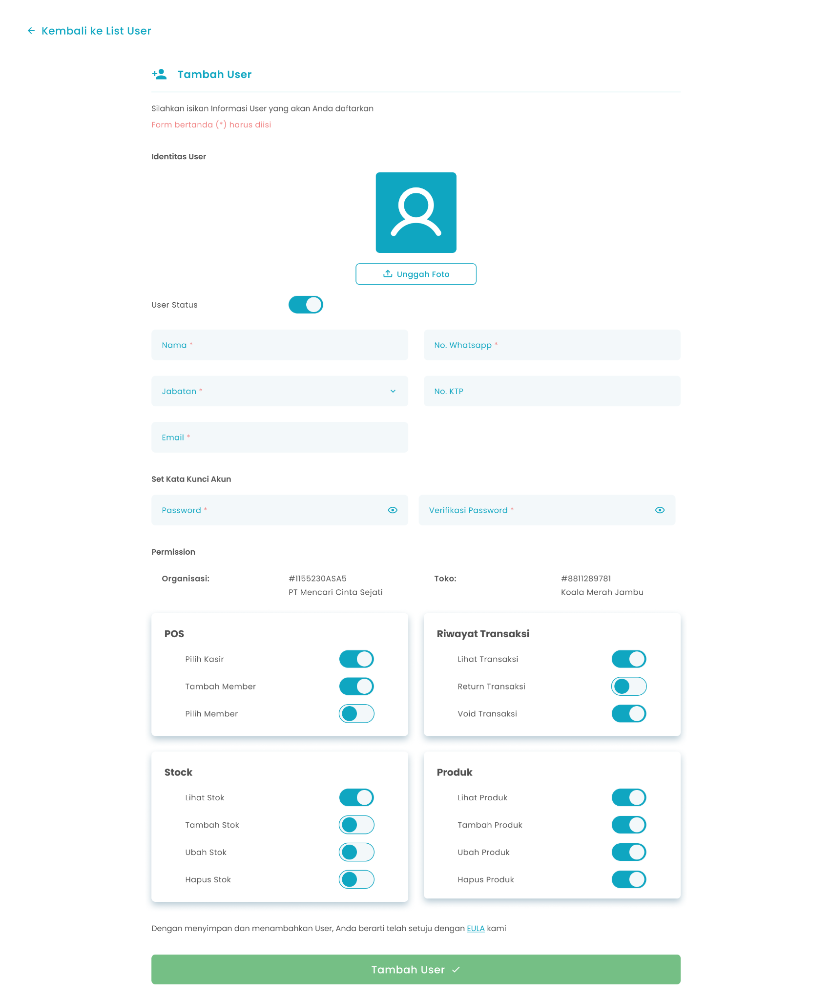 Kembali ke List User
Tambah User
Silahkan isikan Informasi User yang akan Anda daftarkan
Form bertanda (*) harus diisi
Identitas User
Unggah Foto
User Status
Nama *
No. Whatsapp *
Jabatan *
No. KTP
Email *
Set Kata Kunci Akun
Password *
Verifikasi Password *
Permission
Organisasi:
#1155230ASA5
PT Mencari Cinta Sejati
Toko:
#8811289781
Koala Merah Jambu
POS
Pilih Kasir
Tambah Member
Pilih Member
Riwayat Transaksi
Lihat Transaksi
Return Transaksi
Void Transaksi
Stock
Lihat Stok
Tambah Stok
Ubah Stok
Hapus Stok
Produk
Lihat Produk
Tambah Produk
Ubah Produk
Hapus Produk
Dengan menyimpan dan menambahkan User, Anda berarti telah setuju dengan EULA kami
Tambah User